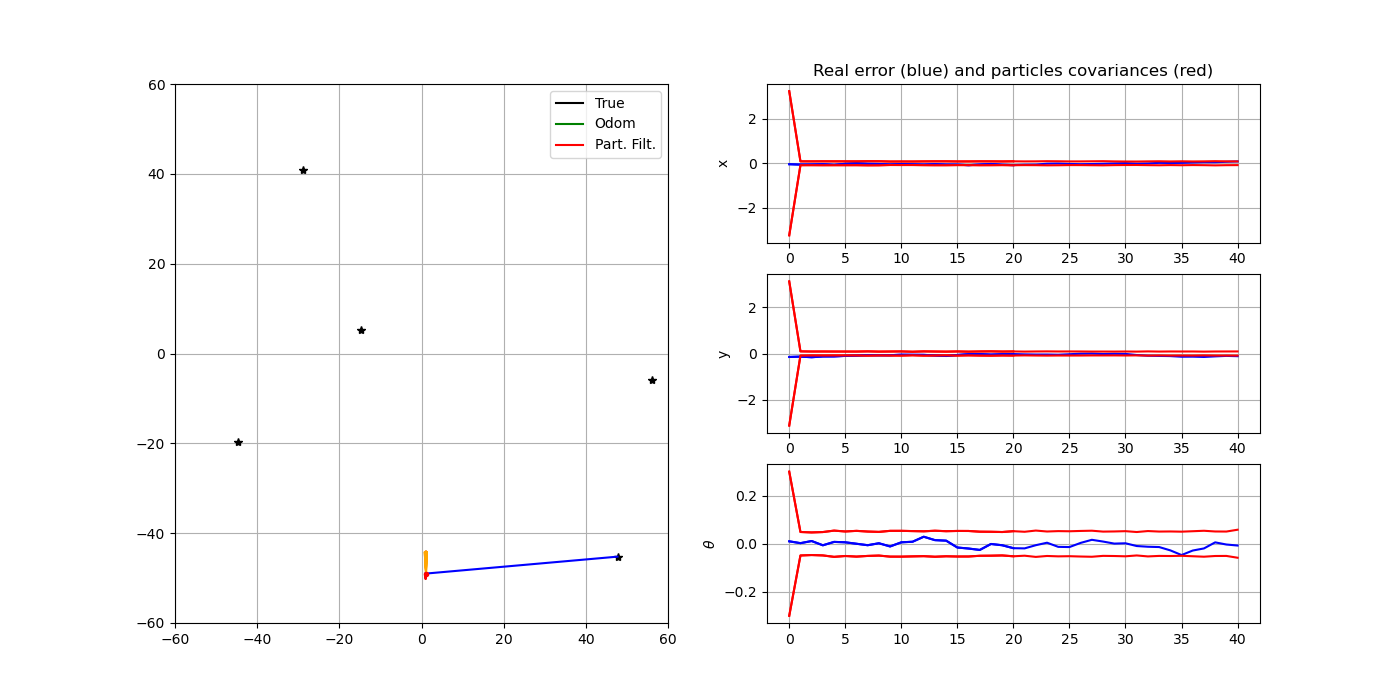 60
40
20
0
−20
−40
−60
−60 −40 −20 0 20 40 60
True
Odom
Part. Filt.
Real error (blue) and particles covariances (red)
x
2
0
−2
0 5 10 15 20 25 30 35 40
y
2
0
−2
0 5 10 15 20 25 30 35 40
θ
0.2
0.0
−0.2
0 5 10 15 20 25 30 35 40